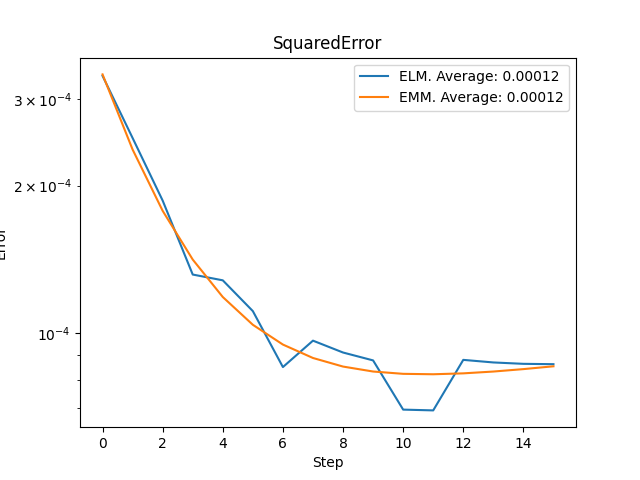 SquaredError
ELM. Average: 0.00012
EMM. Average: 0.00012
3 × 10⁻⁴
2 × 10⁻⁴
10⁻⁴
Error
0 2 4 6 8 10 12 14
Step